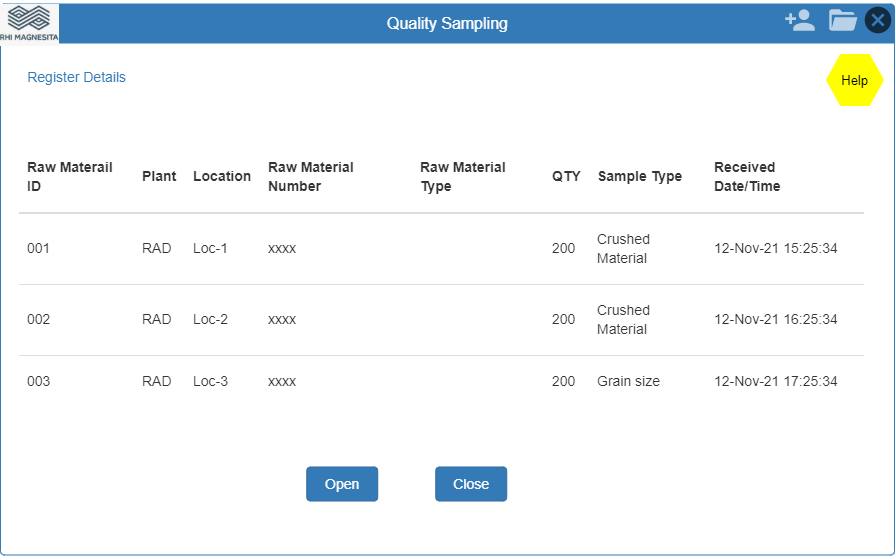 RHI MAGNESITA
Quality Sampling
Register Details
Help
Raw Materail ID Plant Location Raw Material Number Raw Material Type QTY Sample Type Received Date/Time
001 RAD Loc-1 xxxx 200 Crushed Material 12-Nov-21 15:25:34
002 RAD Loc-2 xxxx 200 Crushed Material 12-Nov-21 16:25:34
003 RAD Loc-3 xxxx 200 Grain size 12-Nov-21 17:25:34
Open Close